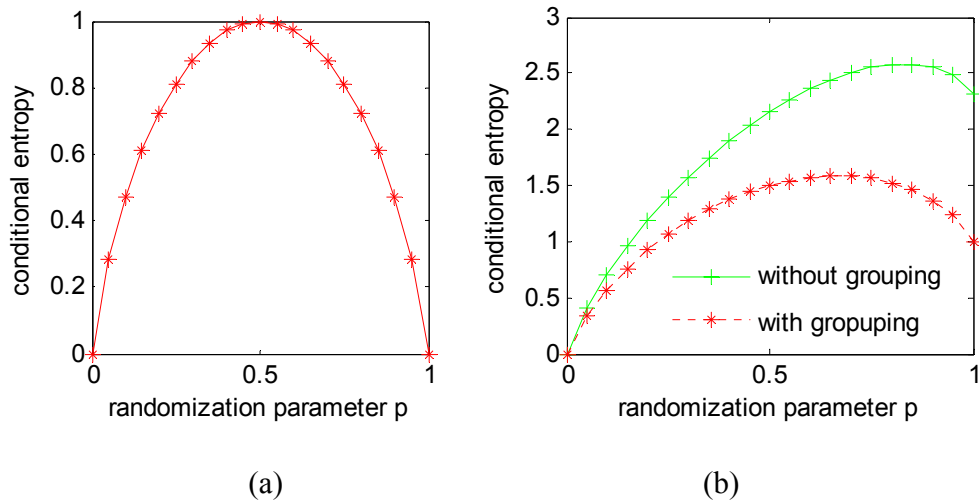 1
0.8
0.6
0.4
0.2
0
0
0.5
1
conditional entropy
randomization parameter p
(a)
3
2.5
2
1.5
1
0.5
0
0
0.5
1
conditional entropy
without grouping
with gropuping
randomization parameter p
(b)